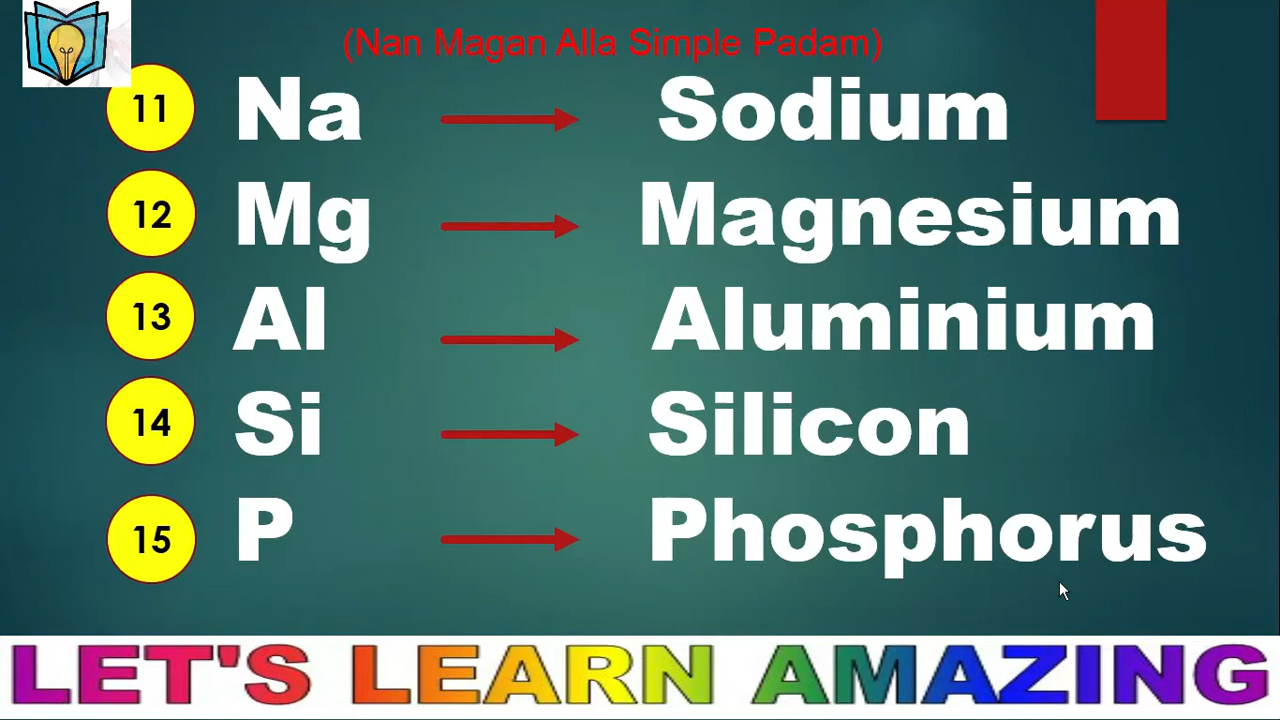 (Nan Magan Alla Simple Padam)
11 Na Sodium
12 Mg Magnesium
13 Al Aluminium
14 Si Silicon
15 P Phosphorus
LET'S LEARN AMAZING